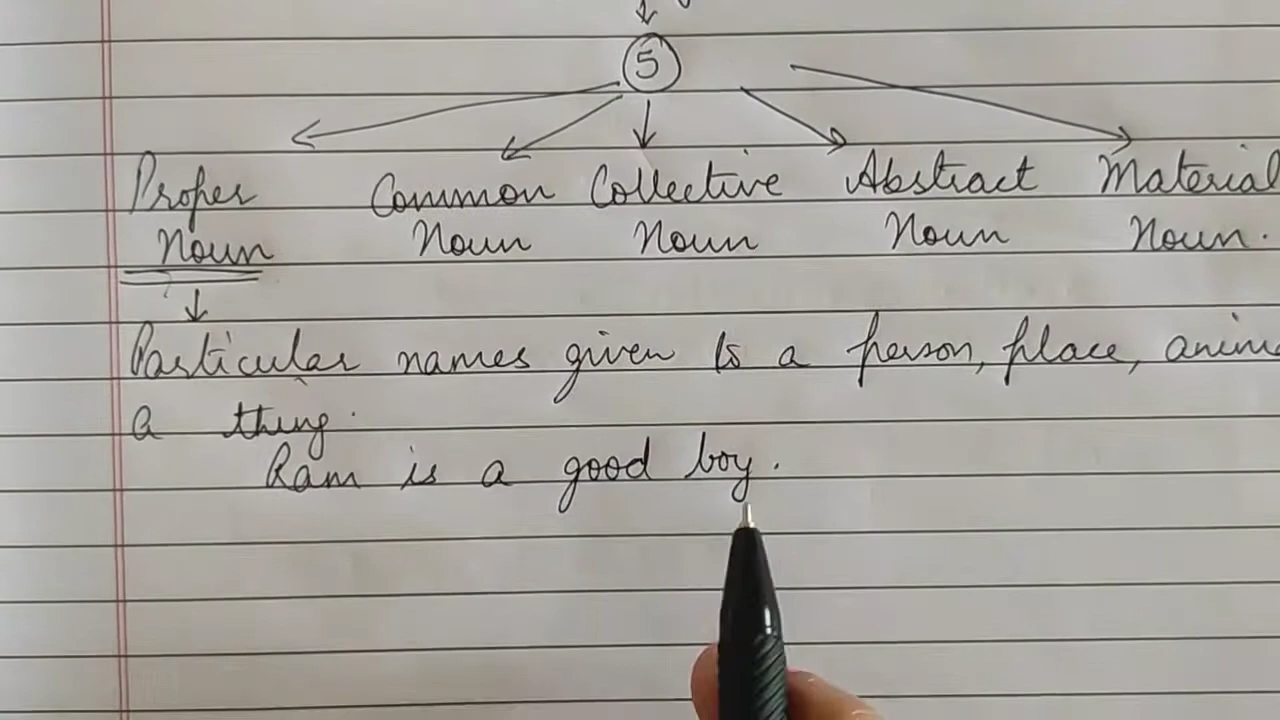 5
Proper Common Collective Abstract Material
Noun Noun Noun Noun Noun.
Particular names given to a person, place,
a thing.
Ram is a good boy.